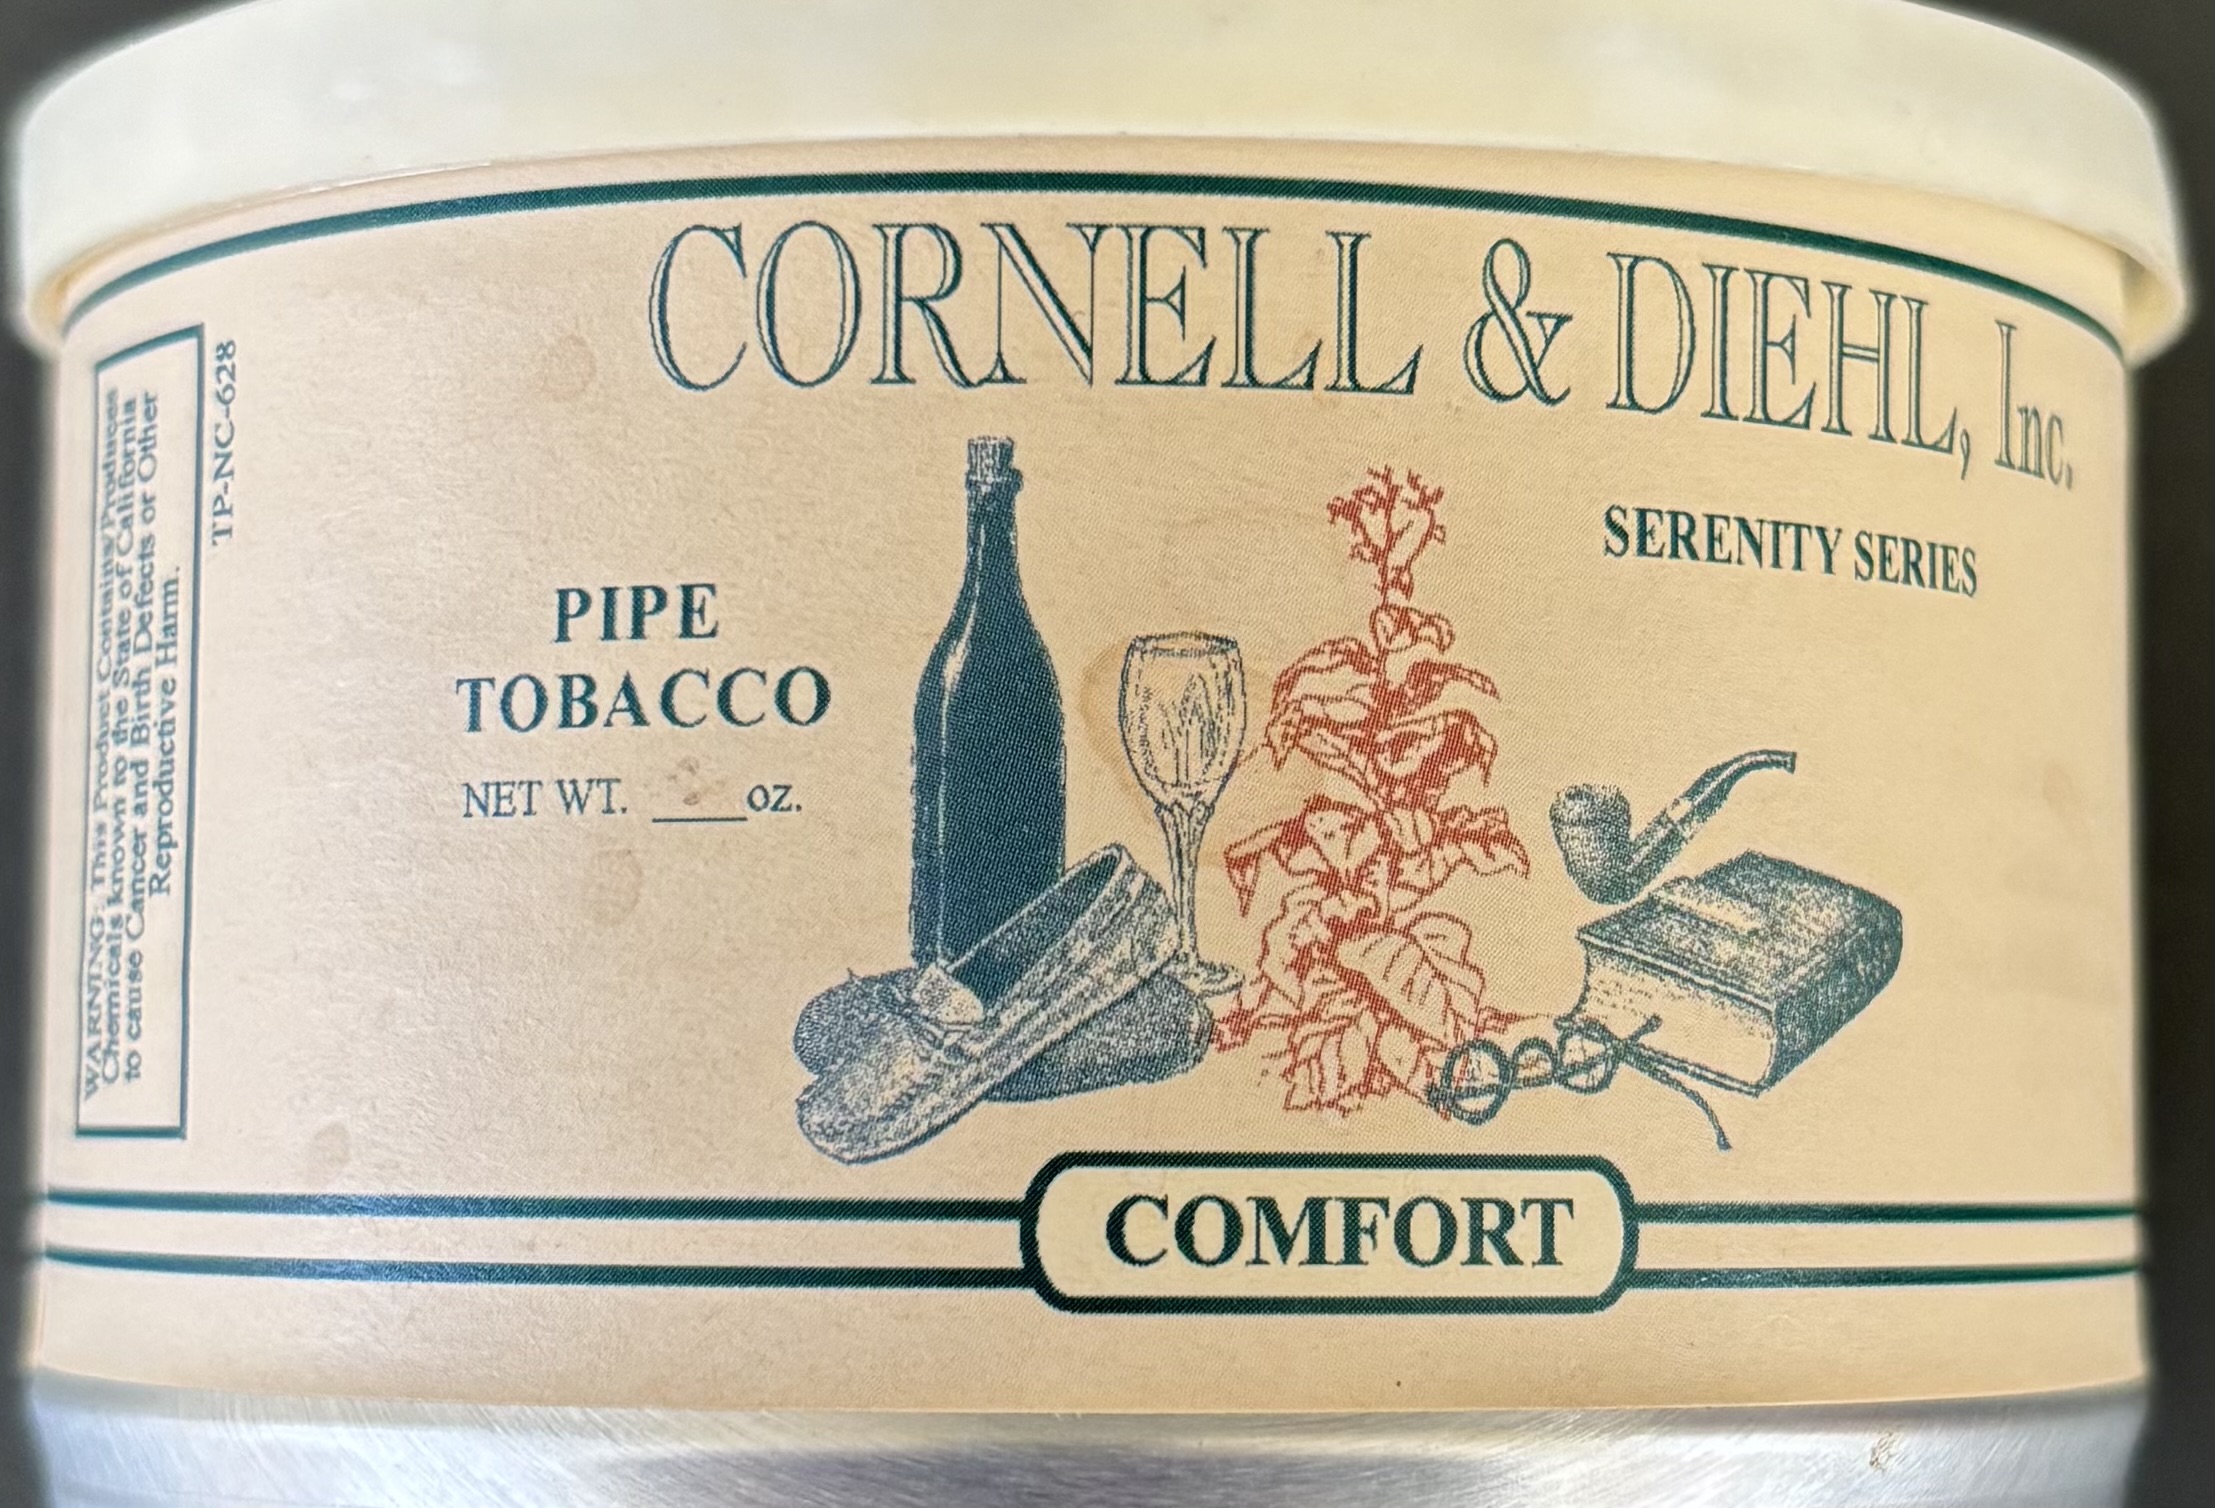 CORNELL & DIEHL, Inc.
SERENITY SERIES
PIPE
TOBACCO
NET WT. ____oz.
COMFORT
WARNING: This Product Contains/Produces
Chemicals known to the State of California
to cause Cancer and Birth Defects or Other
Reproductive Harm.
TP-NC-628